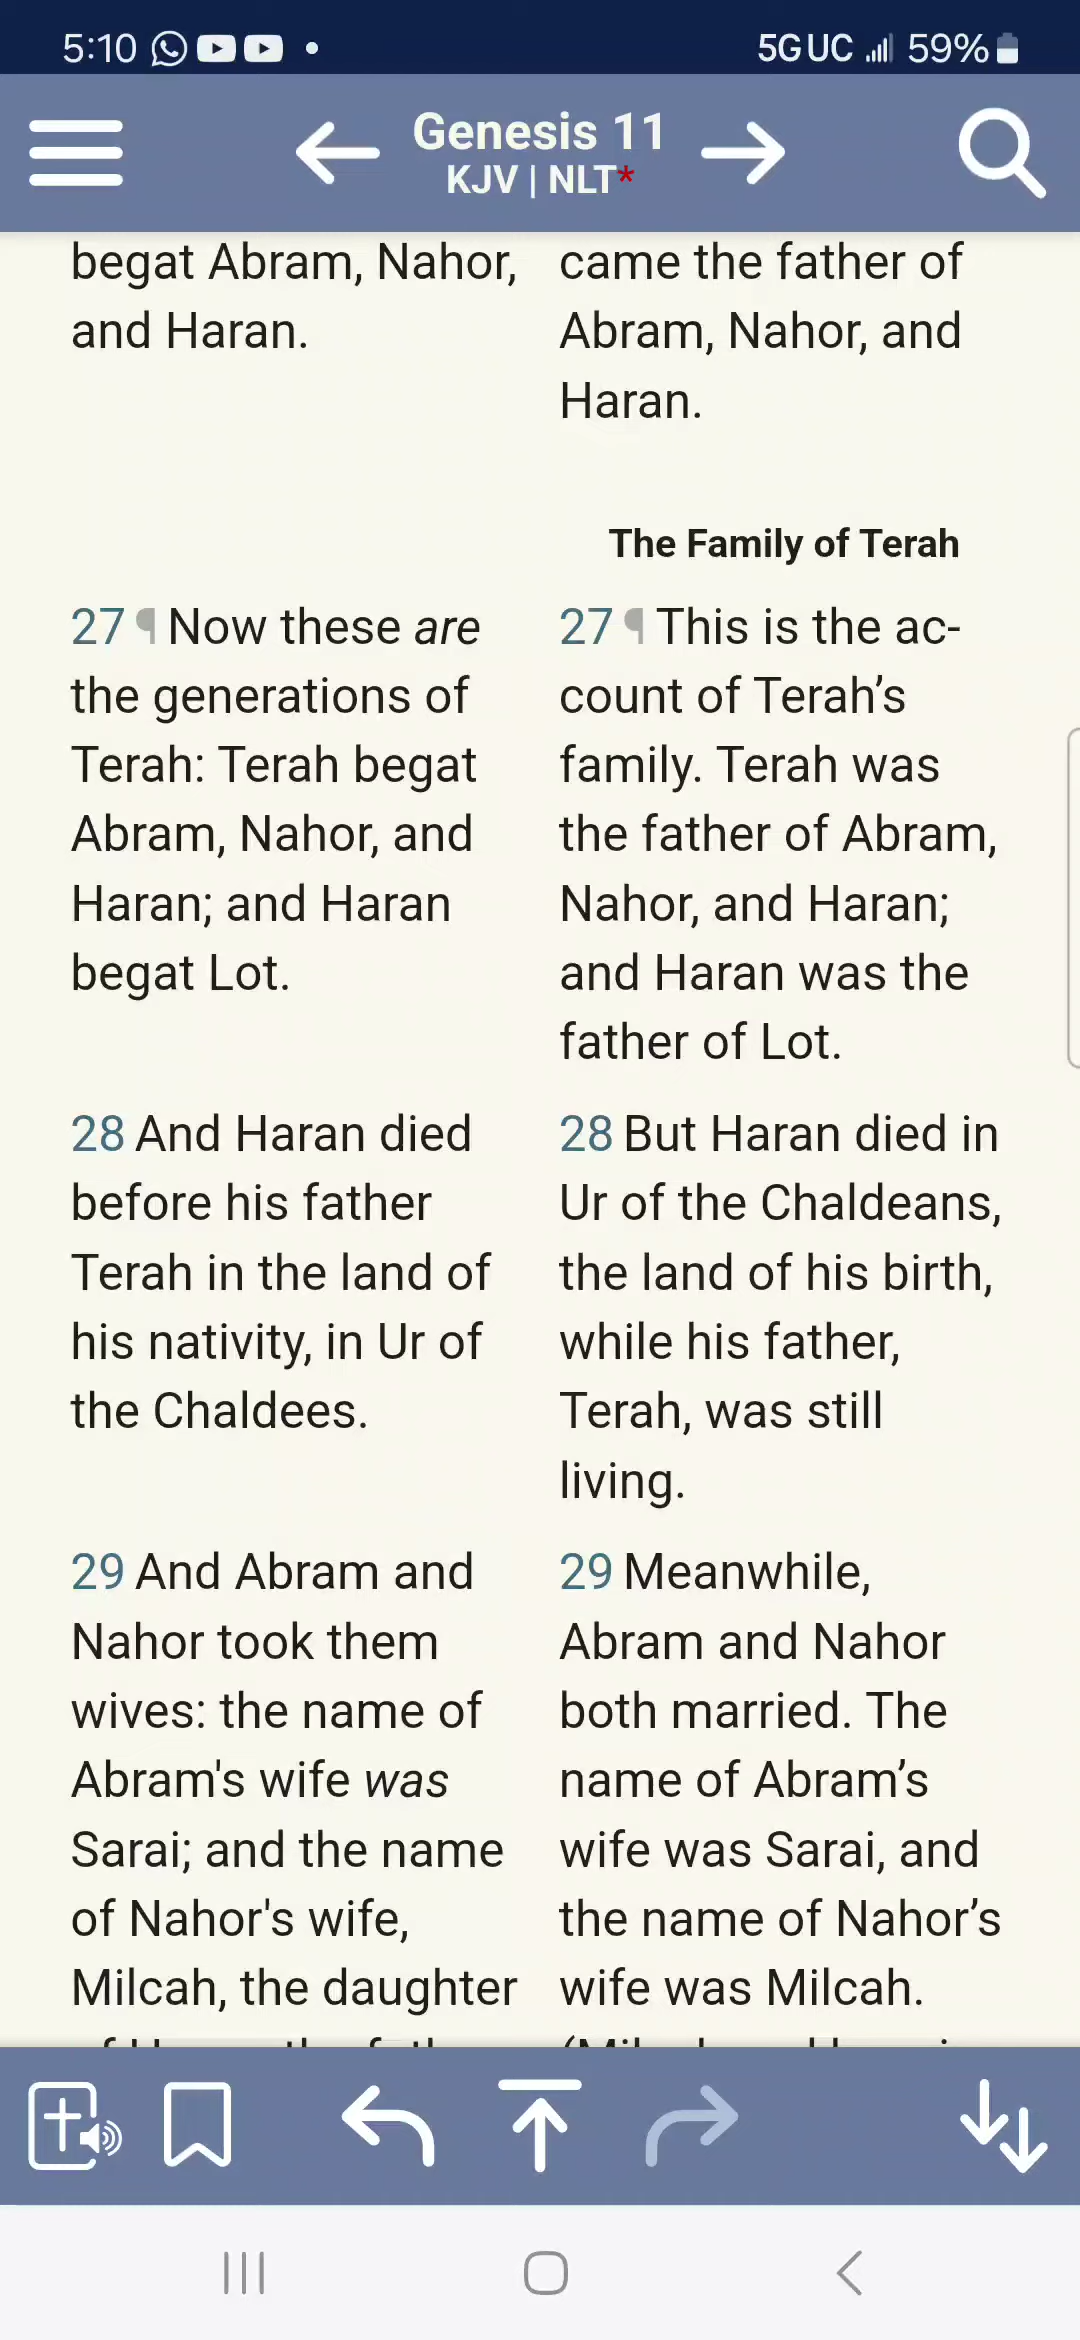 5:10
5G UC 59%
Genesis 11
KJV | NLT*
begat Abram, Nahor,
and Haran.
27 ¶ Now these are
the generations of
Terah: Terah begat
Abram, Nahor, and
Haran; and Haran
begat Lot.
28 And Haran died
before his father
Terah in the land of
his nativity, in Ur of
the Chaldees.
29 And Abram and
Nahor took them
wives: the name of
Abram's wife was
Sarai; and the name
of Nahor's wife,
Milcah, the daughter
came the father of
Abram, Nahor, and
Haran.
The Family of Terah
27 ¶ This is the ac-
count of Terah’s
family. Terah was
the father of Abram,
Nahor, and Haran;
and Haran was the
father of Lot.
28 But Haran died in
Ur of the Chaldeans,
the land of his birth,
while his father,
Terah, was still
living.
29 Meanwhile,
Abram and Nahor
both married. The
name of Abram’s
wife was Sarai, and
the name of Nahor’s
wife was Milcah.